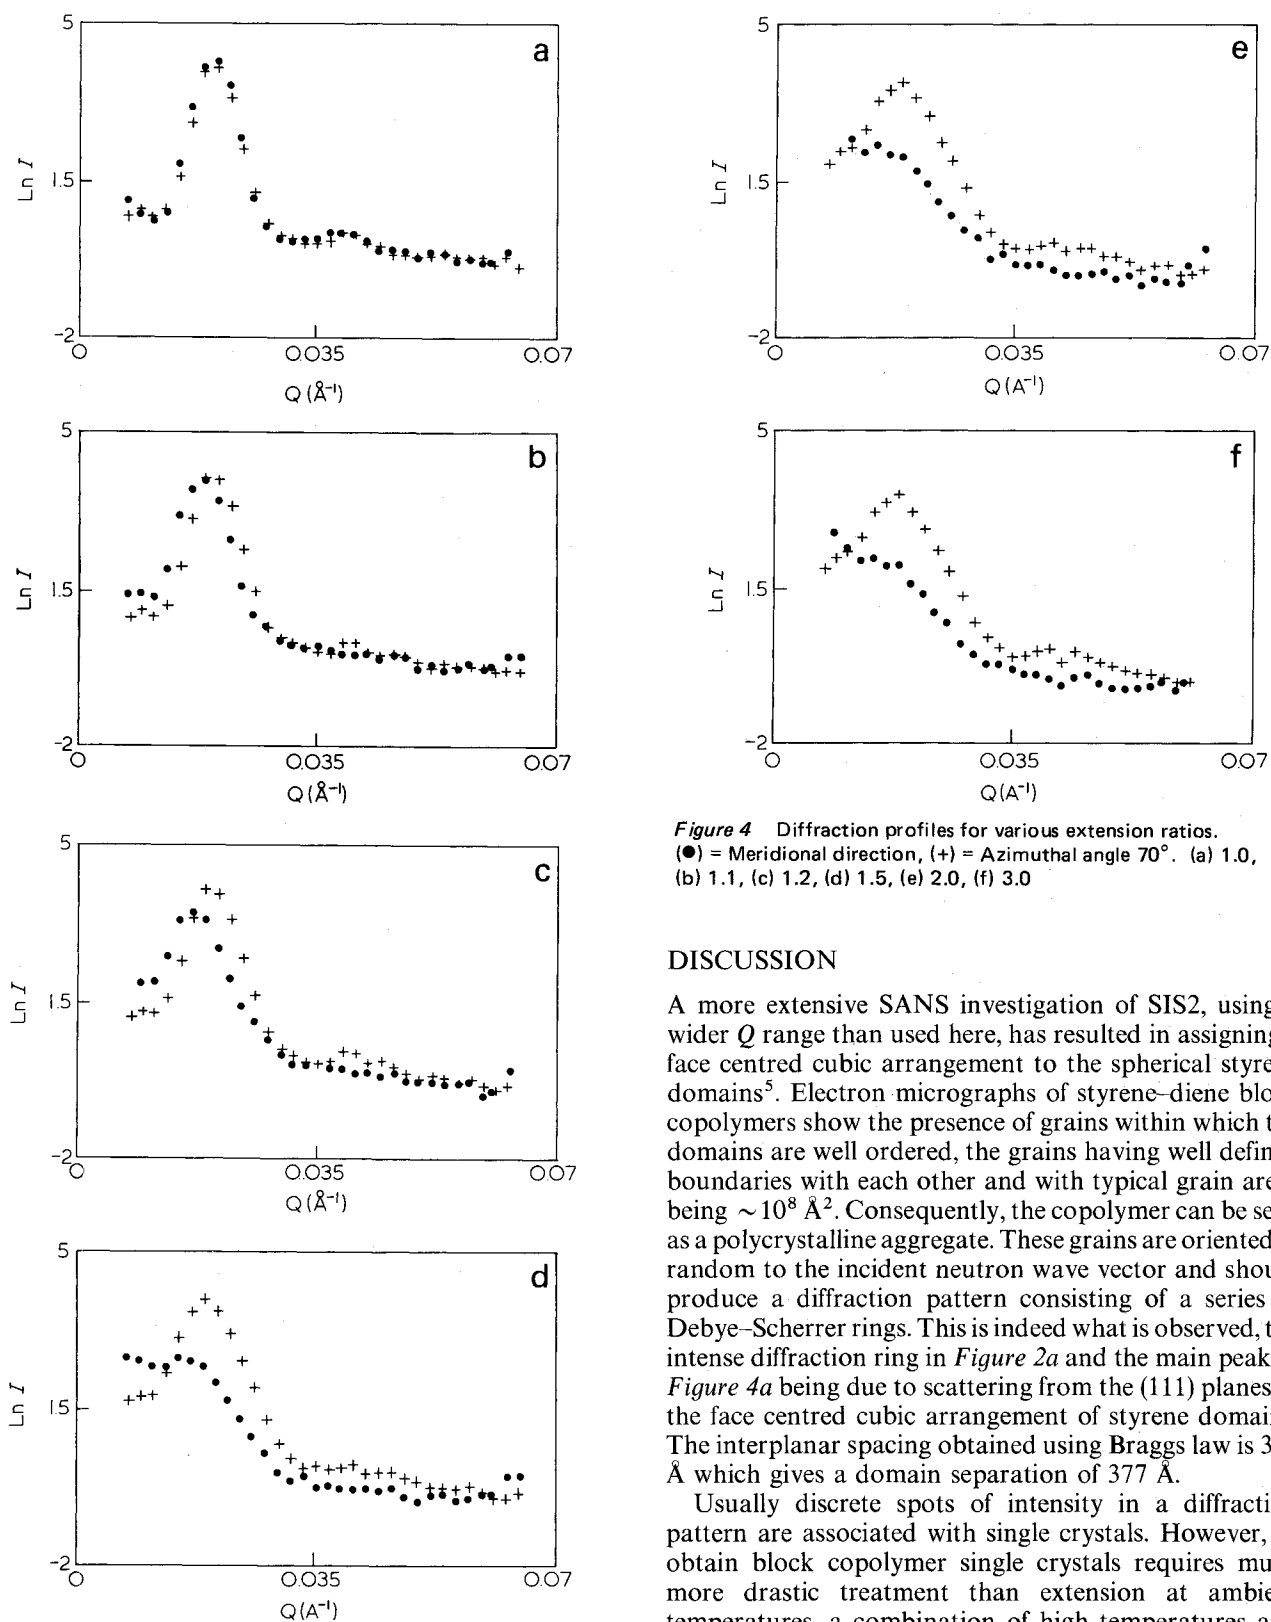 5
a
Ln I
1.5
-2
0
0.035
0.07
Q (Å⁻¹)
5
b
Ln I
1.5
-2
0
0.035
0.07
Q (Å⁻¹)
5
c
Ln I
1.5
-2
0
0.035
0.07
Q (Å⁻¹)
5
d
Ln I
1.5
-2
0
0.035
0.07
Q (A⁻¹)
5
e
Ln I
1.5
-2
0
0.035
0.07
Q (A⁻¹)
5
f
Ln I
1.5
-2
0
0.035
0.07
Q (A⁻¹)
Figure 4 Diffraction profiles for various extension ratios.
(●) = Meridional direction, (+) = Azimuthal angle 70°. (a) 1.0,
(b) 1.1, (c) 1.2, (d) 1.5, (e) 2.0, (f) 3.0
DISCUSSION
A more extensive SANS investigation of SIS2, using
wider Q range than used here, has resulted in assigning
face centred cubic arrangement to the spherical styre
domains⁵. Electron micrographs of styrene–diene blo
copolymers show the presence of grains within which t
domains are well ordered, the grains having well defin
boundaries with each other and with typical grain are
being ~10⁸ Å². Consequently, the copolymer can be se
as a polycrystalline aggregate. These grains are oriented
random to the incident neutron wave vector and shou
produce a diffraction pattern consisting of a series
Debye–Scherrer rings. This is indeed what is observed, t
intense diffraction ring in Figure 2a and the main peak
Figure 4a being due to scattering from the (111) planes
the face centred cubic arrangement of styrene domai
The interplanar spacing obtained using Braggs law is 3
Å which gives a domain separation of 377 Å.
Usually discrete spots of intensity in a diffracti
pattern are associated with single crystals. However,
obtain block copolymer single crystals requires mu
more drastic treatment than extension at ambie
temperatures, a combination of high temperatures a